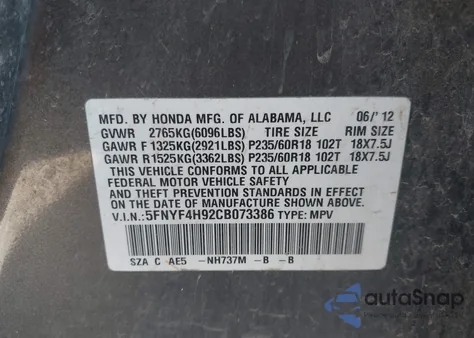 MFD. BY HONDA MFG. OF ALABAMA, LLC 06/'12
GVWR 2765KG(6096LBS) TIRE SIZE RIM SIZE
GAWR F 1325KG(2921LBS) P235/60R18 102T 18X7.5J
GAWR R1525KG(3362LBS) P235/60R18 102T 18X7.5J
THIS VEHICLE CONFORMS TO ALL APPLICABLE
FEDERAL MOTOR VEHICLE SAFETY
AND THEFT PREVENTION STANDARDS IN EFFECT
ON THE DATE OF MANUFACTURE SHOWN ABOVE.
V.I.N.:5FNYF4H92CB073386 TYPE: MPV
SZA C AE5 -NH737M -B -B
autoSnap